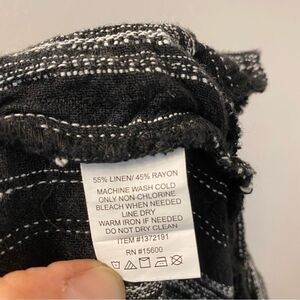 55% LINEN/ 45% RAYON
MACHINE WASH COLD
ONLY NON-CHLORINE
BLEACH WHEN NEEDED
LINE DRY
WARM IRON IF NEEDED
DO NOT DRY CLEAN
ITEM #1372191
RN #15600